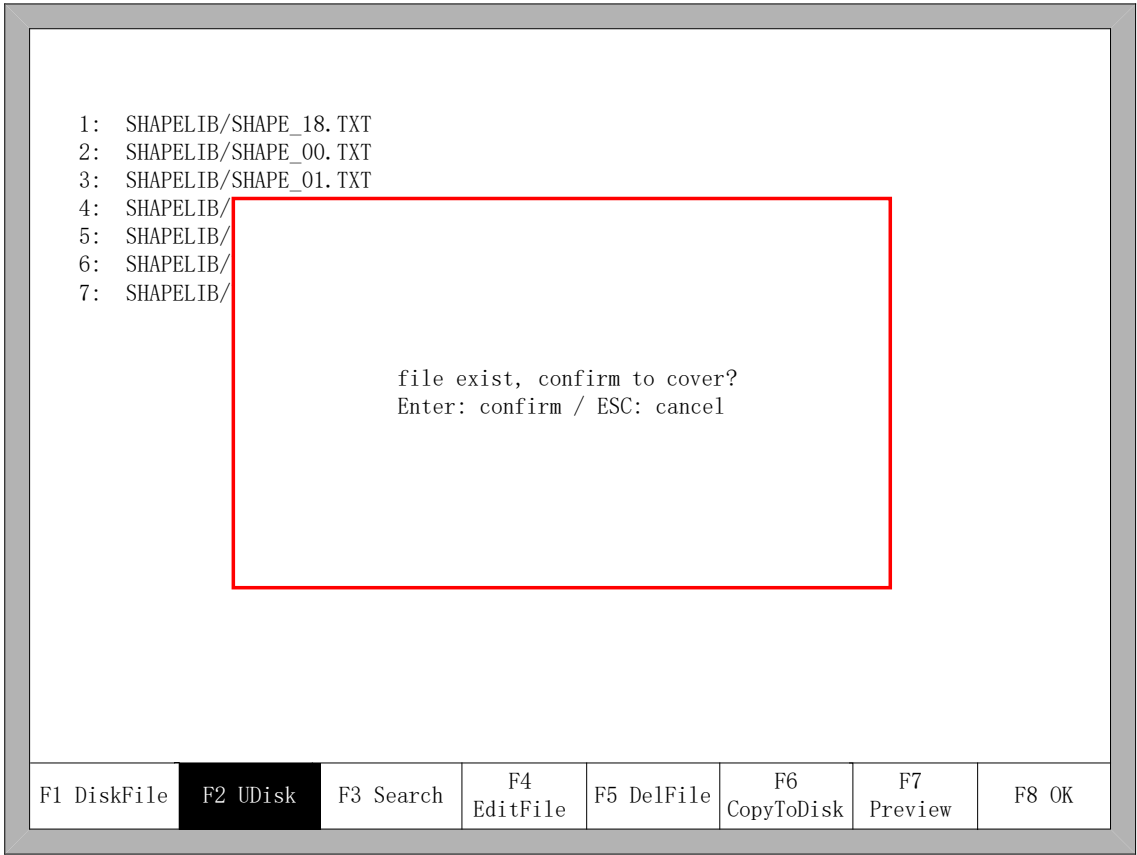 1: SHAPELIB/SHAPE_18.TXT
2: SHAPELIB/SHAPE_00.TXT
3: SHAPELIB/SHAPE_01.TXT
4: SHAPELIB/
5: SHAPELIB/
6: SHAPELIB/
7: SHAPELIB/
file exist, confirm to cover?
Enter: confirm / ESC: cancel
F1 DiskFile
F2 UDisk
F3 Search
F4
EditFile
F5 DelFile
F6
CopyToDisk
F7
Preview
F8 OK